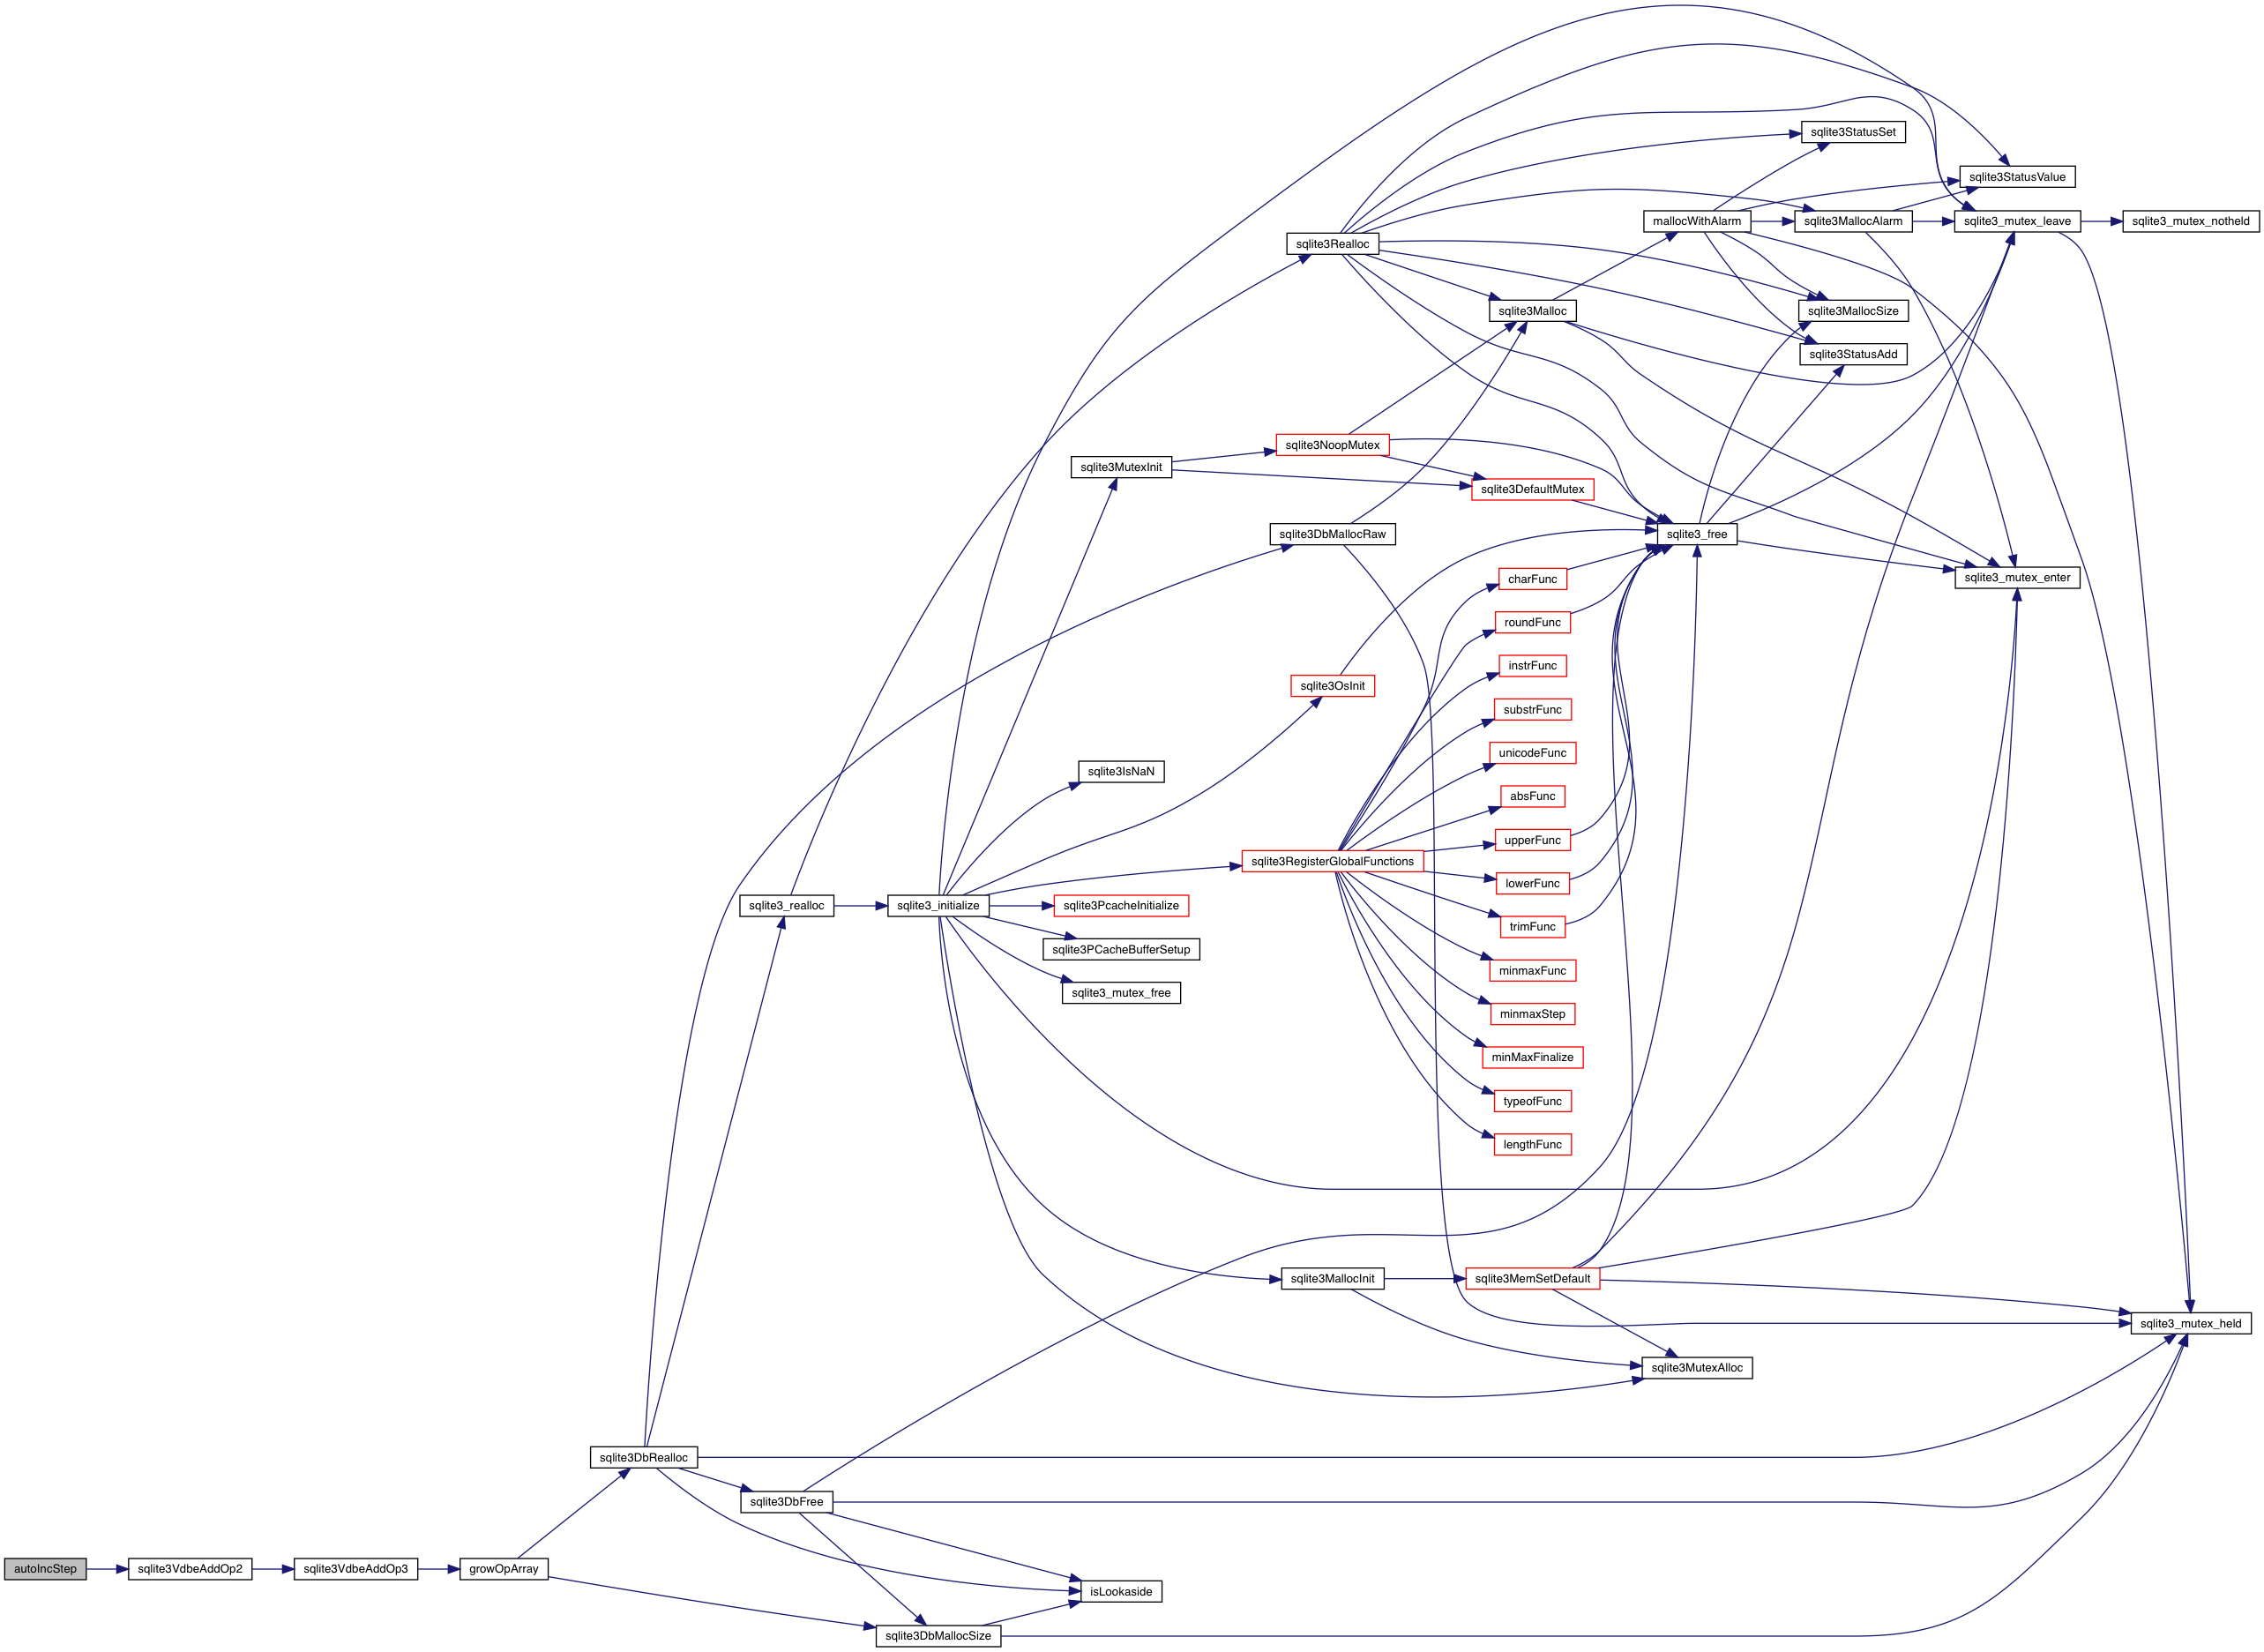 sqlite3StatusSet
sqlite3StatusValue
mallocWithAlarm
sqlite3MallocAlarm
sqlite3_mutex_leave
sqlite3_mutex_notheld
sqlite3Realloc
sqlite3Malloc
sqlite3MallocSize
sqlite3StatusAdd
sqlite3NoopMutex
sqlite3MutexInit
sqlite3DefaultMutex
sqlite3DbMallocRaw
sqlite3_free
charFunc
sqlite3_mutex_enter
roundFunc
instrFunc
sqlite3OsInit
substrFunc
unicodeFunc
sqlite3IsNaN
absFunc
upperFunc
sqlite3RegisterGlobalFunctions
lowerFunc
sqlite3_realloc
sqlite3_initialize
sqlite3PcacheInitialize
trimFunc
sqlite3PCacheBufferSetup
minmaxFunc
sqlite3_mutex_free
minmaxStep
minMaxFinalize
typeofFunc
lengthFunc
sqlite3MallocInit
sqlite3MemSetDefault
sqlite3_mutex_held
sqlite3MutexAlloc
sqlite3DbRealloc
sqlite3DbFree
autoIncStep
sqlite3VdbeAddOp2
sqlite3VdbeAddOp3
growOpArray
isLookaside
sqlite3DbMallocSize